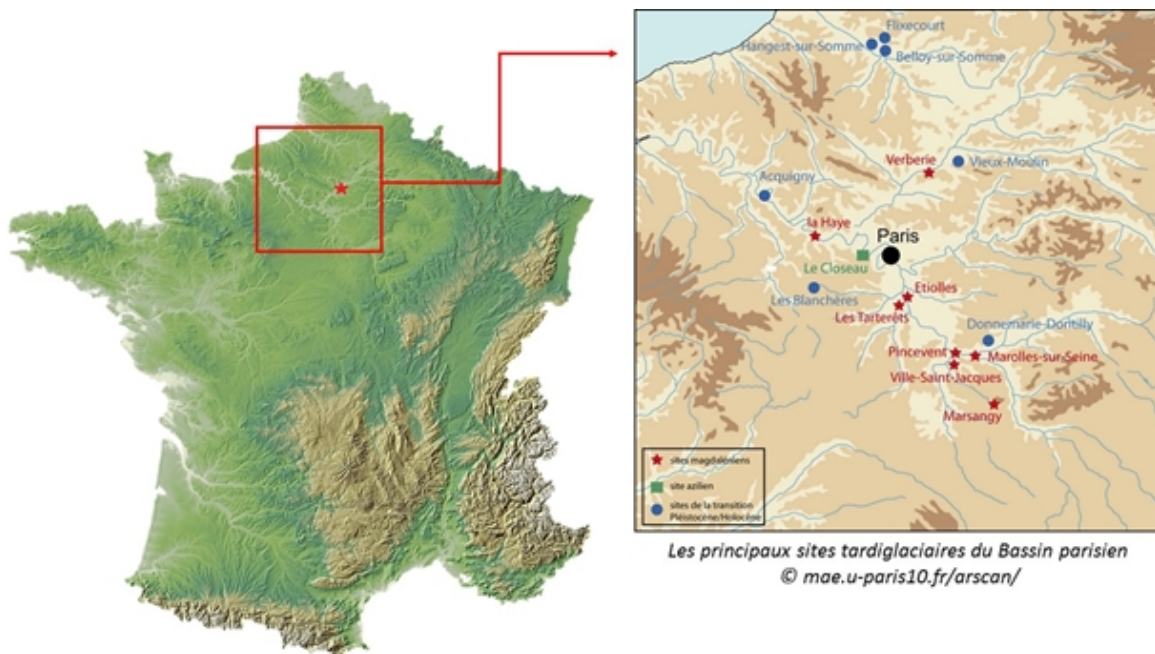 Flixecourt
Hangest-sur-Somme
Belloy-sur-Somme
Verberie
Vieux-Moulin
Acquigny
la Haye
Paris
Le Closeau
Etiolles
Les Blanchères
Les Tarterêts
Donnemarie-Dontilly
Pincevent
Marolles-sur-Seine
Ville-Saint-Jacques
Marsangy
sites magdaléniens
site azilien
sites de la transition
Pléistocène/Holocène
Les principaux sites tardiglaciaires du Bassin parisien
© mae.u-paris10.fr/arscan/